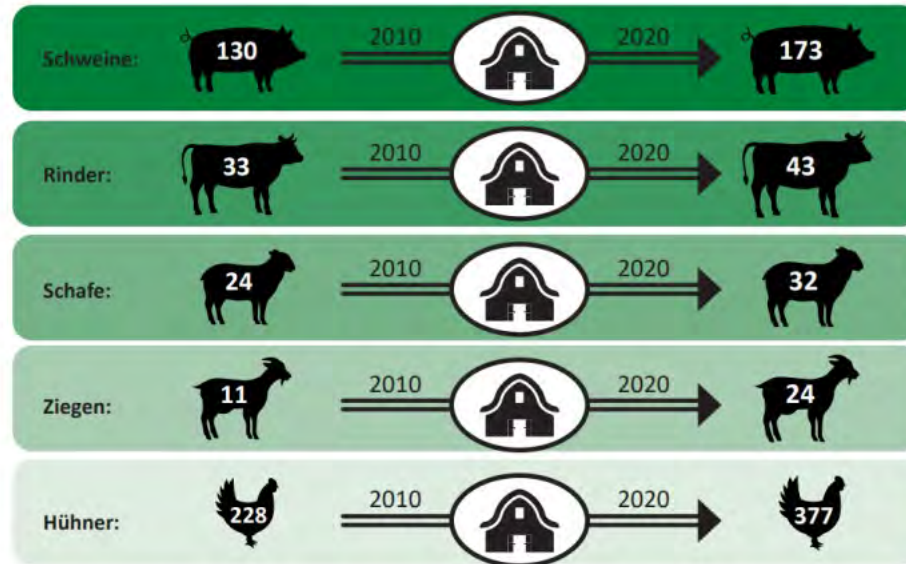 Schweine: 130 2010 2020 173
Rinder: 33 2010 2020 43
Schafe: 24 2010 2020 32
Ziegen: 11 2010 2020 24
Hühner: 228 2010 2020 377